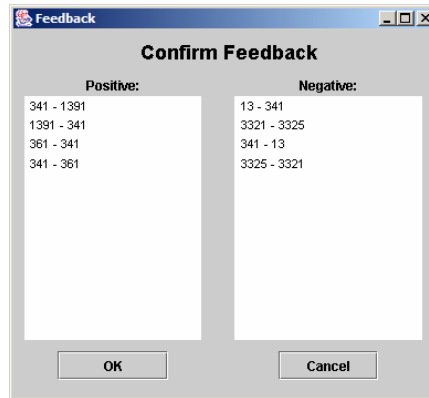 Feedback
Confirm Feedback
Positive:
341 - 1391
1391 - 341
361 - 341
341 - 361
Negative:
13 - 341
3321 - 3325
341 - 13
3325 - 3321
OK
Cancel